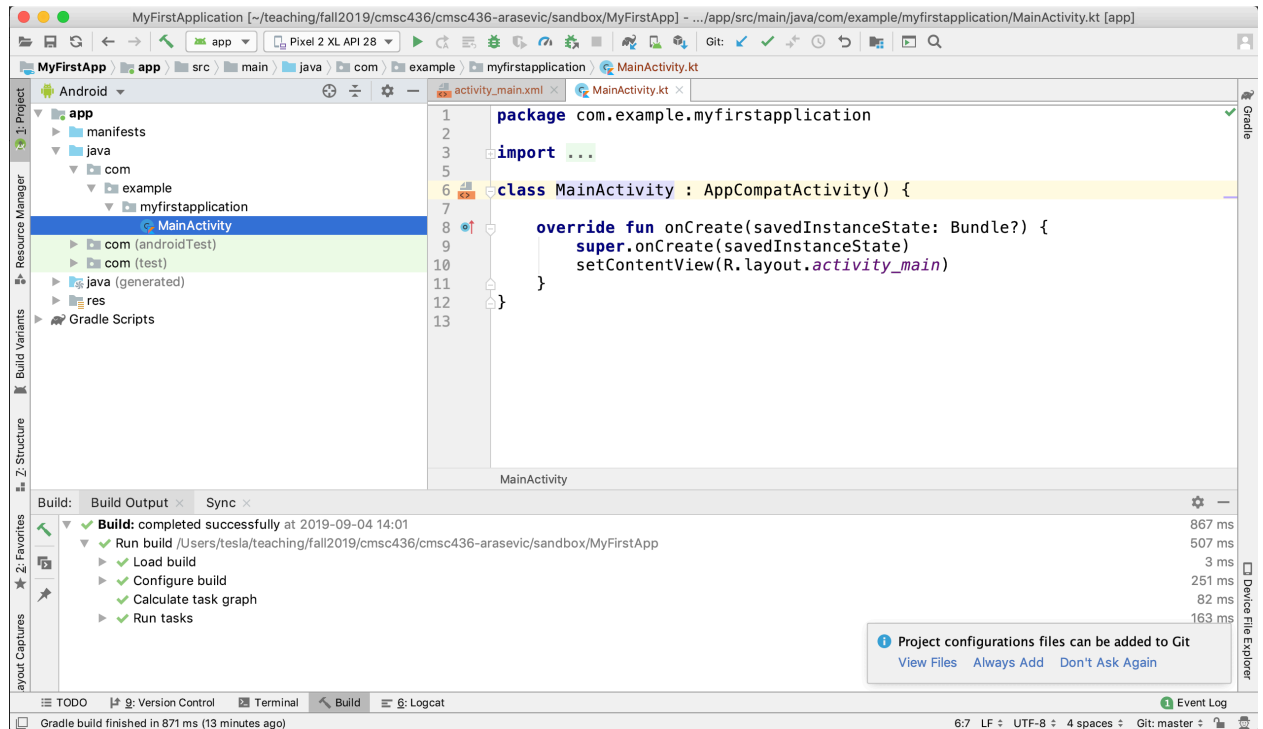 MyFirstApplication [~/teaching/fall2019/cmsc436/cmsc436-arasevic/sandbox/MyFirstApp] - .../app/src/main/java/com/example/myfirstapplication/MainActivity.kt [app]
app Pixel 2 XL API 28 Git:
MyFirstApp app src main java com example myfirstapplication MainActivity.kt
1: Project
Resource Manager
Build Variants
7: Structure
2: Favorites
ayout Captures
Android
app
manifests
java
com
example
myfirstapplication
MainActivity
com (androidTest)
com (test)
java (generated)
res
Gradle Scripts
activity_main.xml MainActivity.kt
1 package com.example.myfirstapplication
2
3 import ...
5
6 class MainActivity : AppCompatActivity() {
7
8 override fun onCreate(savedInstanceState: Bundle?) {
9 super.onCreate(savedInstanceState)
10 setContentView(R.layout.activity_main)
11 }
12 }
13
MainActivity
Gradle
Device File Explorer
Build: Build Output Sync
Build: completed successfully at 2019-09-04 14:01 867 ms
Run build /Users/tesla/teaching/fall2019/cmsc436/cmsc436-arasevic/sandbox/MyFirstApp 507 ms
Load build 3 ms
Configure build 251 ms
Calculate task graph 82 ms
Run tasks 163 ms
Project configurations files can be added to Git
View Files Always Add Don't Ask Again
TODO 9: Version Control Terminal Build 6: Logcat 1 Event Log
Gradle build finished in 871 ms (13 minutes ago) 6:7 LF UTF-8 4 spaces Git: master